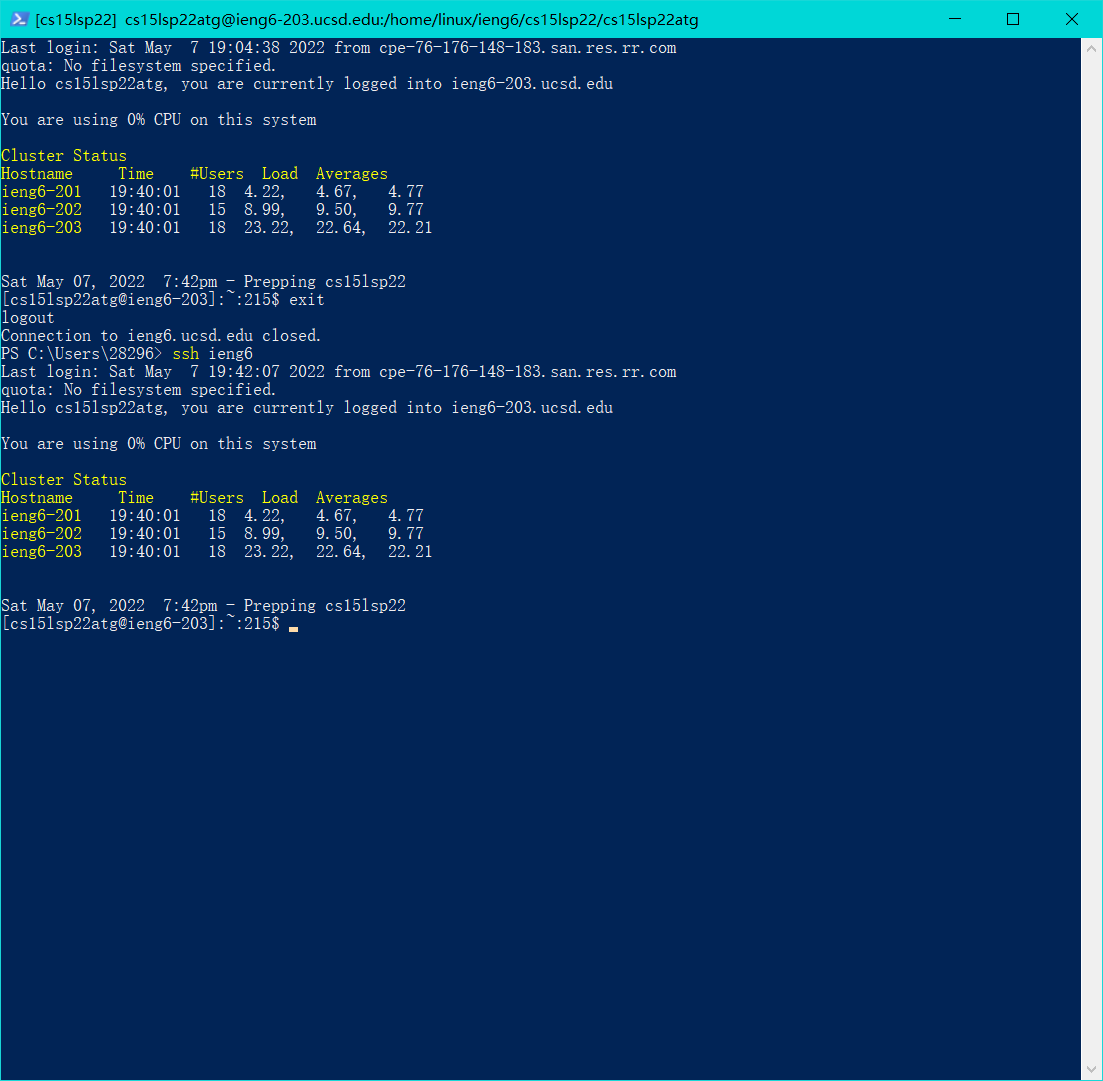 [cs15lsp22] cs15lsp22atg@ieng6-203.ucsd.edu:/home/linux/ieng6/cs15lsp22/cs15lsp22atg
Last login: Sat May  7 19:04:38 2022 from cpe-76-176-148-183.san.res.rr.com
quota: No filesystem specified.
Hello cs15lsp22atg, you are currently logged into ieng6-203.ucsd.edu
You are using 0% CPU on this system
Cluster Status
Hostname     Time    #Users  Load  Averages
ieng6-201   19:40:01   18  4.22,   4.67,   4.77
ieng6-202   19:40:01   15  8.99,   9.50,   9.77
ieng6-203   19:40:01   18  23.22,  22.64,  22.21
Sat May 07, 2022  7:42pm - Prepping cs15lsp22
[cs15lsp22atg@ieng6-203]:~:215$ exit
logout
Connection to ieng6.ucsd.edu closed.
PS C:\Users\28296> ssh ieng6
Last login: Sat May  7 19:42:07 2022 from cpe-76-176-148-183.san.res.rr.com
quota: No filesystem specified.
Hello cs15lsp22atg, you are currently logged into ieng6-203.ucsd.edu
You are using 0% CPU on this system
Cluster Status
Hostname     Time    #Users  Load  Averages
ieng6-201   19:40:01   18  4.22,   4.67,   4.77
ieng6-202   19:40:01   15  8.99,   9.50,   9.77
ieng6-203   19:40:01   18  23.22,  22.64,  22.21
Sat May 07, 2022  7:42pm - Prepping cs15lsp22
[cs15lsp22atg@ieng6-203]:~:215$